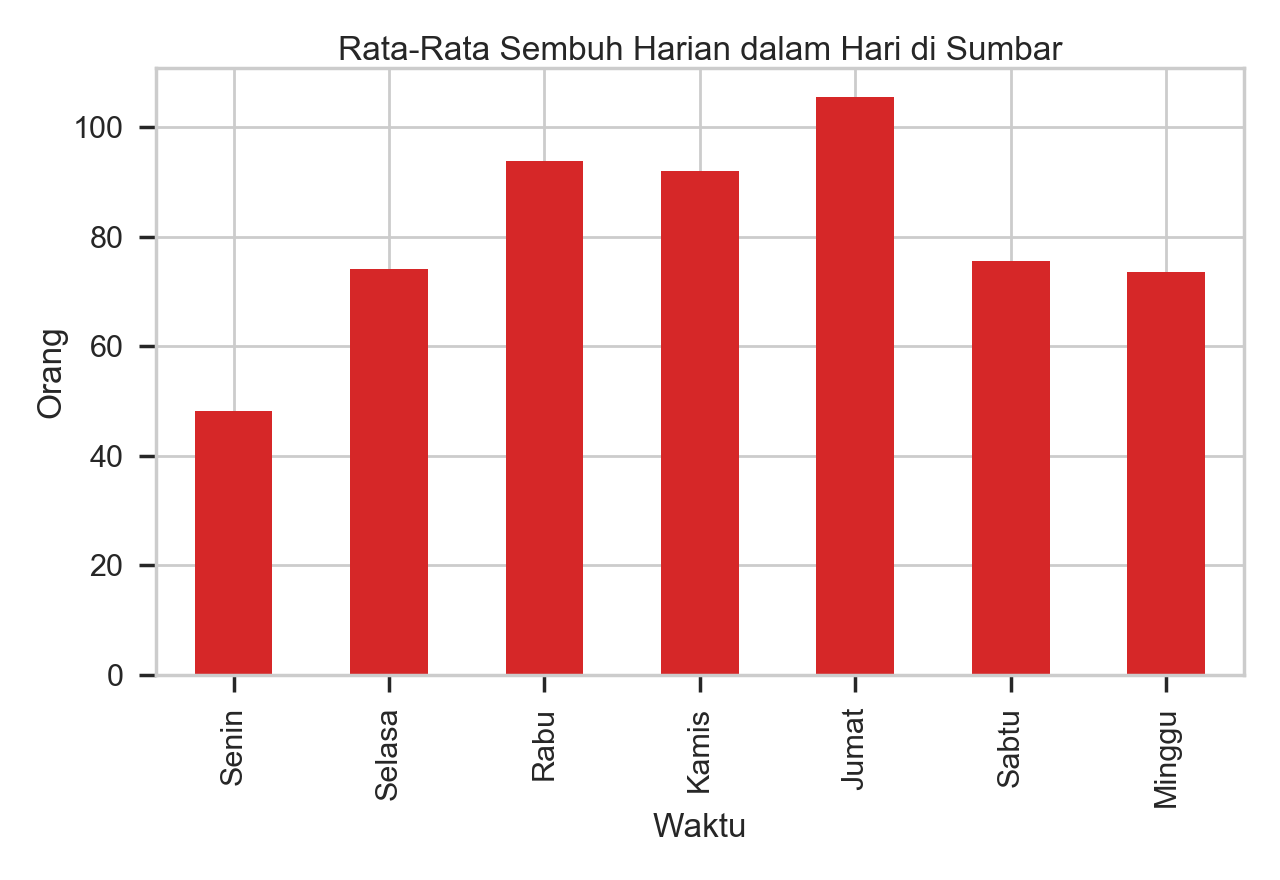 Rata-Rata Sembuh Harian dalam Hari di Sumbar
Orang
100
80
60
40
20
0
Senin
Selasa
Rabu
Kamis
Jumat
Sabtu
Minggu
Waktu